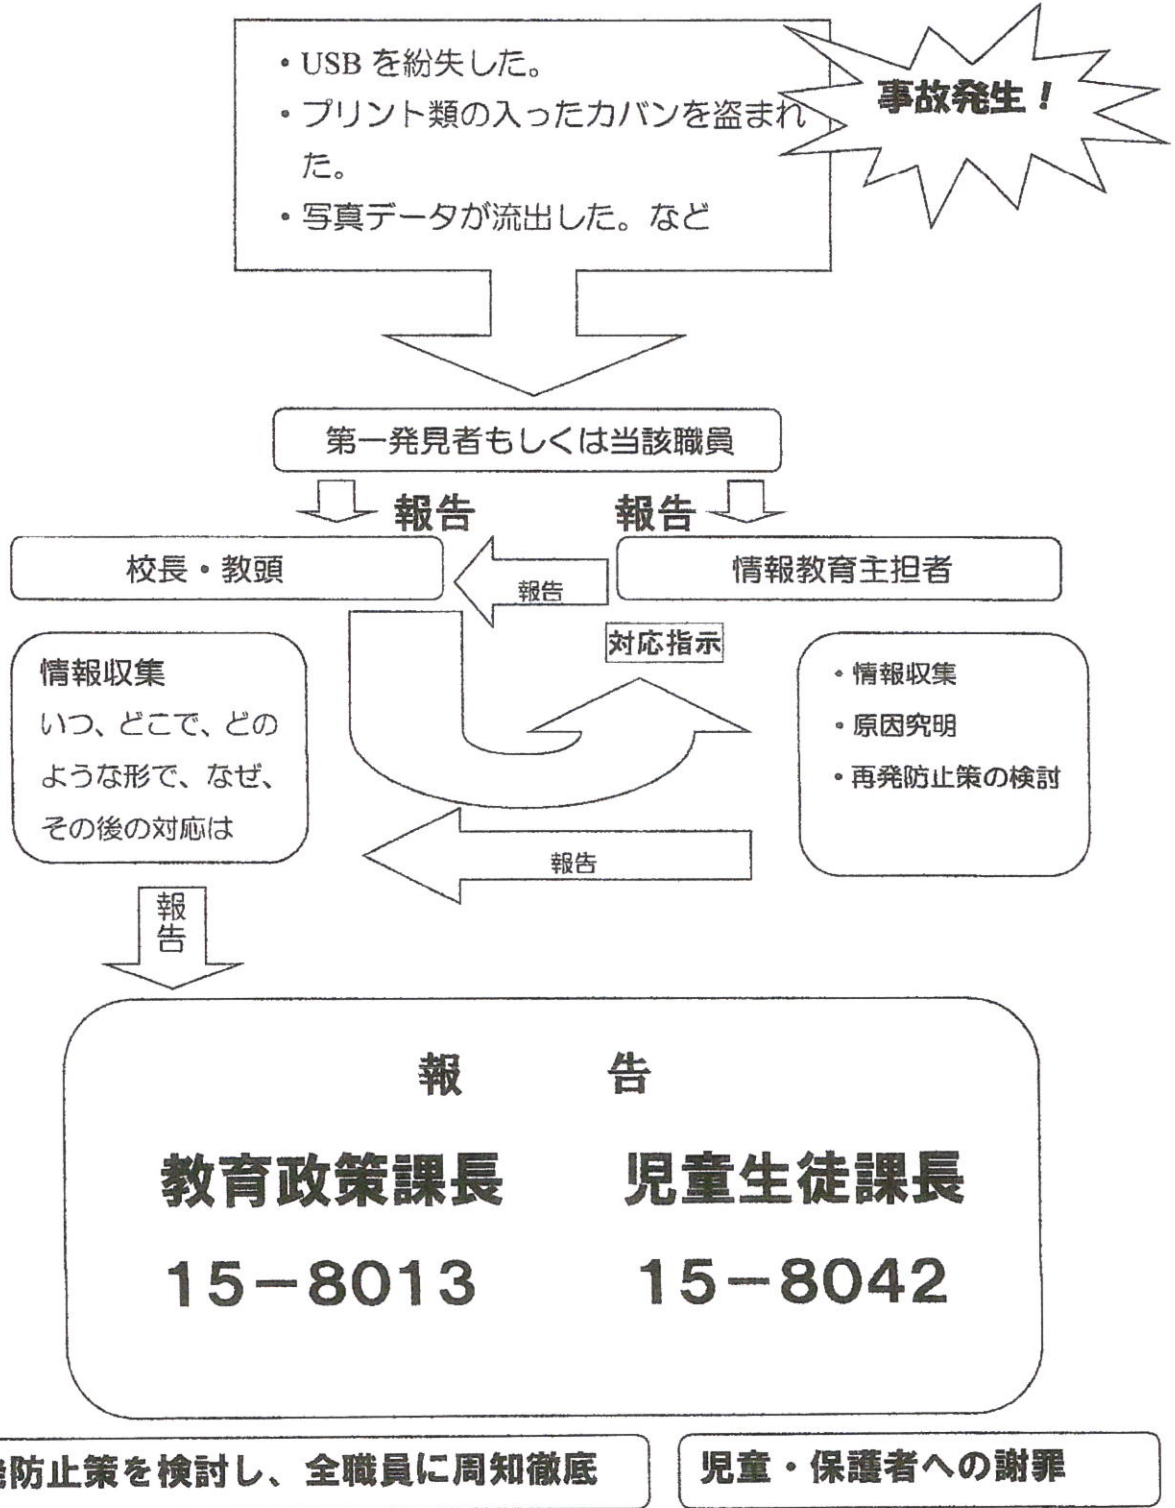 ・USB を紛失した。
・プリント類の入ったカバンを盗まれ
た。
・写真データが流出した。など
事故発生！
第一発見者もしくは当該職員
報告
報告
校長・教頭
報告
情報教育主担者
対応指示
情報収集
いつ、どこで、どの
ような形で、なぜ、
その後の対応は
・情報収集
・原因究明
・再発防止策の検討
報告
報
告
報 告
教育政策課長 児童生徒課長
15－8013 15－8042
防止策を検討し、全職員に周知徹底
児童・保護者への謝罪